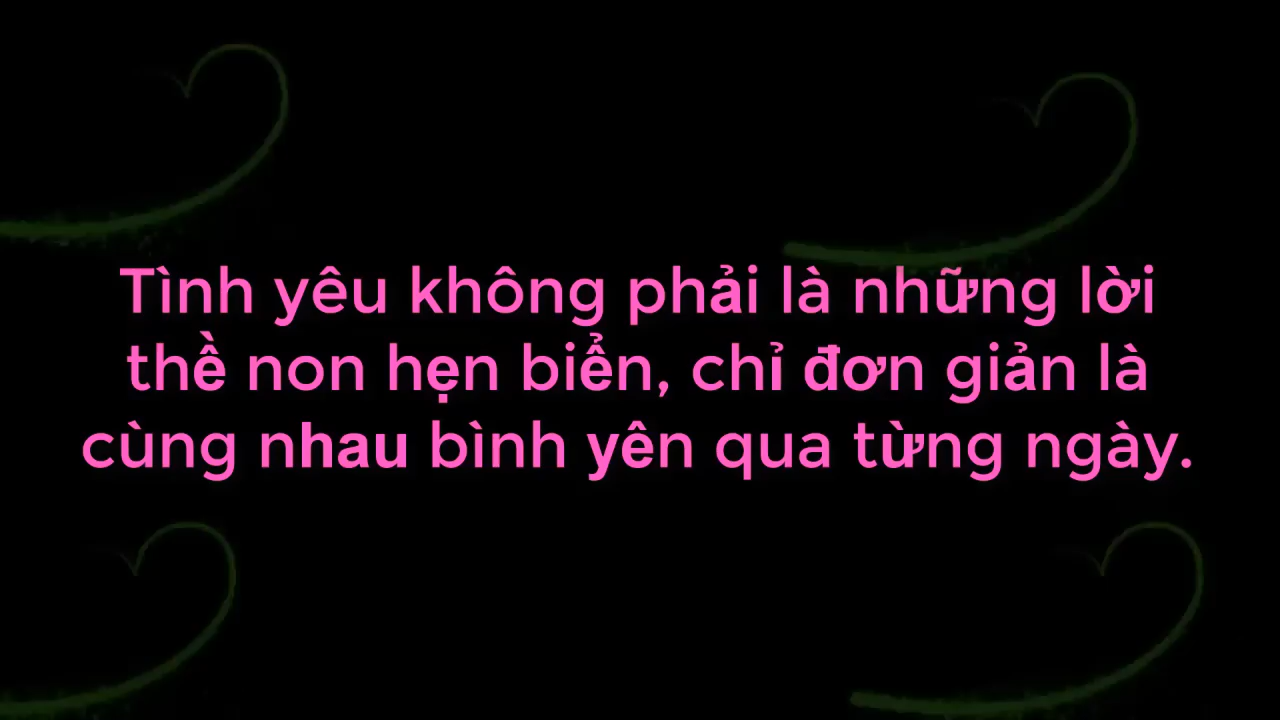 Tình yêu không phải là những lời
thề non hẹn biển, chỉ đơn giản là
cùng nhau bình yên qua từng ngày.